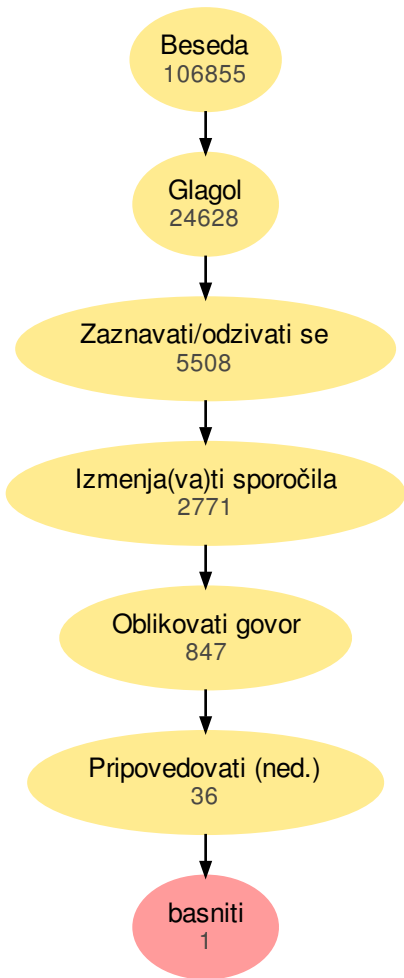 Beseda
106855
Glagol
24628
Zaznavati/odzivati se
5508
Izmenja(va)ti sporočila
2771
Oblikovati govor
847
Pripovedovati (ned.)
36
basniti
1